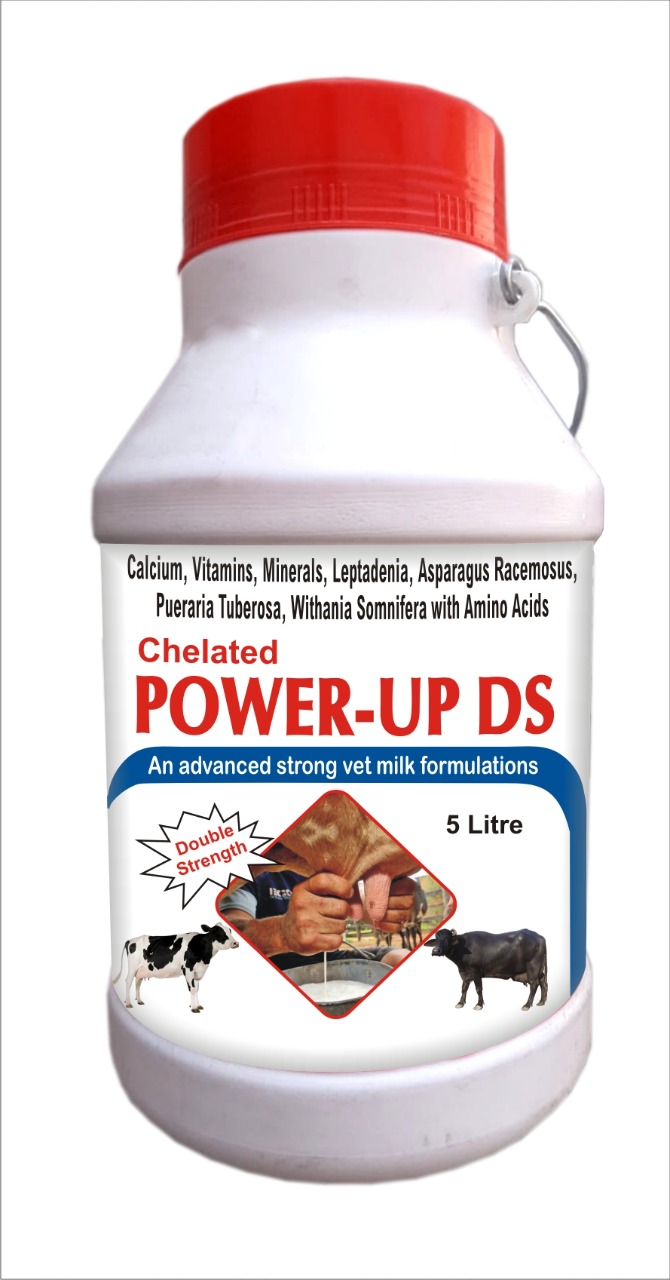 Calcium, Vitamins, Minerals, Leptadenia, Asparagus Racemosus,
Pueraria Tuberosa, Withania Somnifera with Amino Acids
Chelated
POWER-UP DS
An advanced strong vet milk formulations
Double
Strength
5 Litre